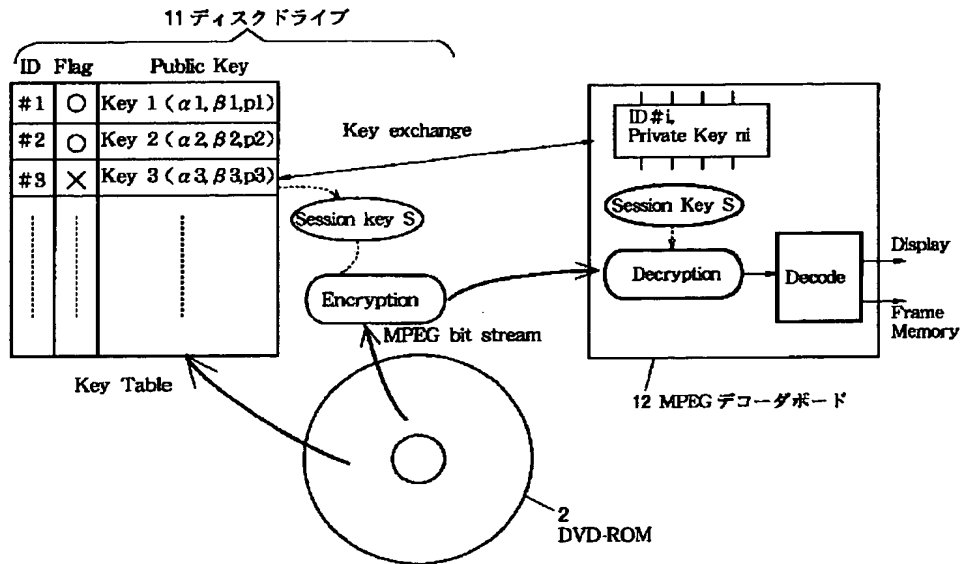 11 ディスクドライブ
ID Flag Public Key
#1 ○ Key 1 (α1, β1,p1)
#2 ○ Key 2 (α2, β2,p2)
#3 × Key 3 (α3, β3,p3)
Key Table
Key exchange
Session key S
Encryption
MPEG bit stream
ID#i,
Private Key ni
Session Key S
Decryption
Decode
Display
Frame
Memory
12 MPEG デコーダボード
2
DVD-ROM